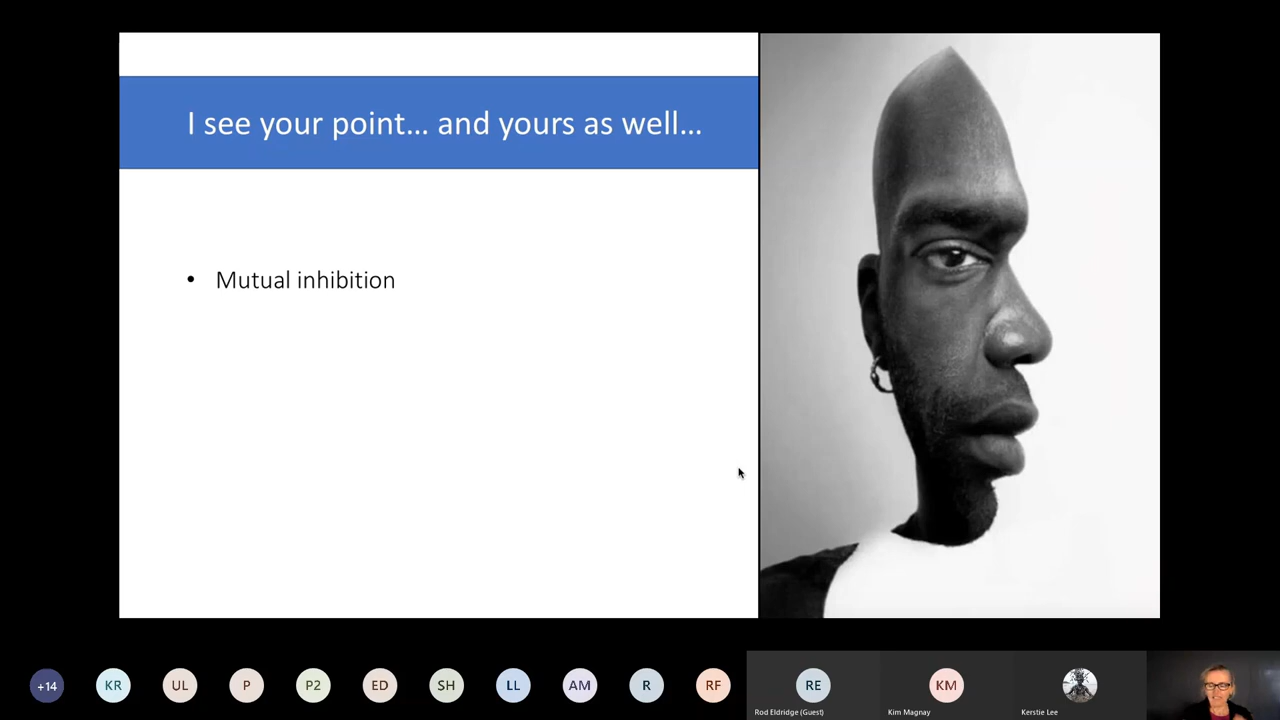 I see your point... and yours as well...
• Mutual inhibition
+14
KR
UL
P
P2
ED
SH
LL
AM
R
RF
RE
Rod Eldridge (Guest)
KM
Kim Magnay
Kerstie Lee